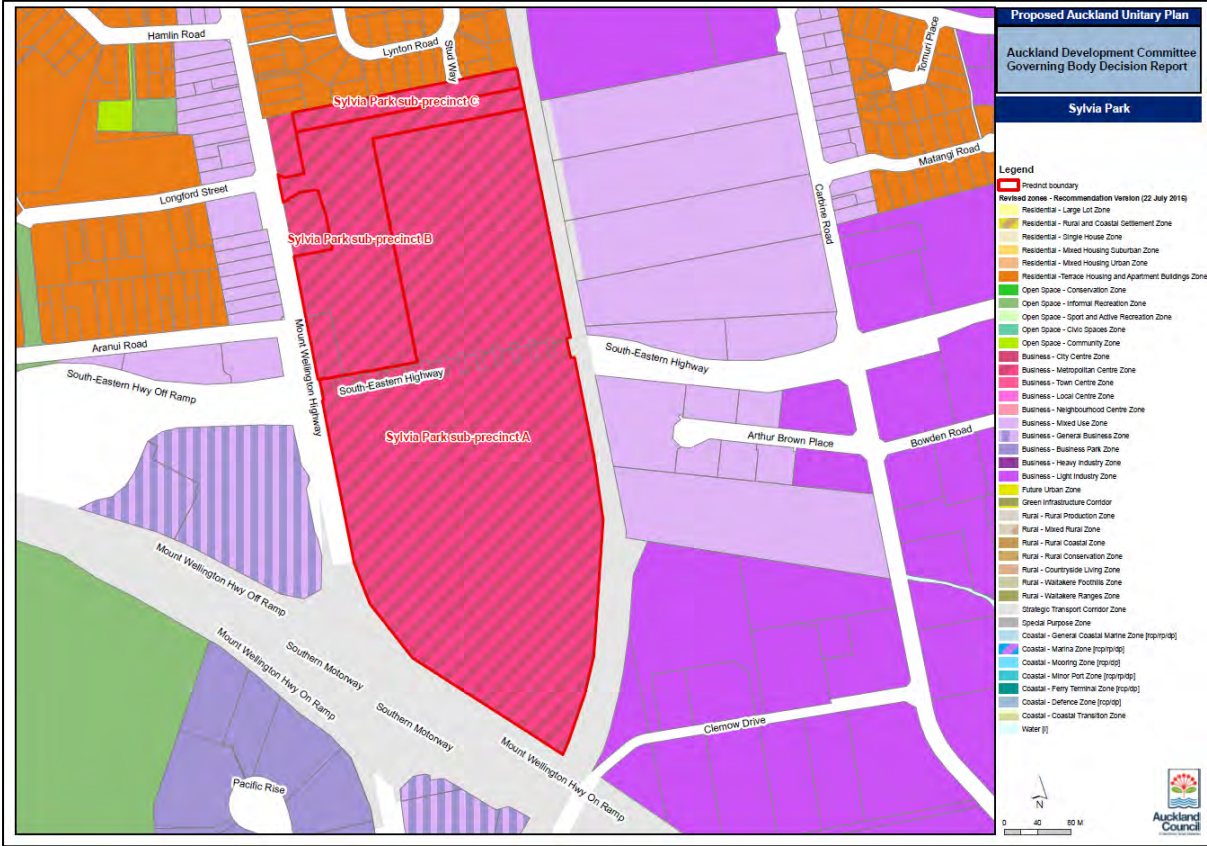 Proposed Auckland Unitary Plan
Auckland Development Committee
Governing Body Decision Report
Sylvia Park
Hamlin Road
Lynton Road
Stud Way
Tomuri Place
Sylvia Park sub-precinct C
Matangi Road
Longford Street
Carbine Road
Sylvia Park sub-precinct B
Mount Wellington Highway
Aranui Road
South-Eastern Highway
South-Eastern Hwy Off Ramp
South-Eastern Highway
Sylvia Park sub-precinct A
Arthur Brown Place
Bowden Road
Mount Wellington Hwy Off Ramp
Mount Wellington Hwy On Ramp
Southern Motorway
Southern Motorway
Mount Wellington Hwy On Ramp
Clemow Drive
Pacific Rise
Legend
Precinct boundary
Revised zones - Recommendation Version (22 July 2016)
Residential - Large Lot Zone
Residential - Rural and Coastal Settlement Zone
Residential - Single House Zone
Residential - Mixed Housing Suburban Zone
Residential - Mixed Housing Urban Zone
Residential -Terrace Housing and Apartment Buildings Zone
Open Space - Conservation Zone
Open Space - Informal Recreation Zone
Open Space - Sport and Active Recreation Zone
Open Space - Civic Spaces Zone
Open Space - Community Zone
Business - City Centre Zone
Business - Metropolitan Centre Zone
Business - Town Centre Zone
Business - Local Centre Zone
Business - Neighbourhood Centre Zone
Business - Mixed Use Zone
Business - General Business Zone
Business - Business Park Zone
Business - Heavy Industry Zone
Business - Light Industry Zone
Future Urban Zone
Green Infrastructure Corridor
Rural - Rural Production Zone
Rural - Mixed Rural Zone
Rural - Rural Coastal Zone
Rural - Rural Conservation Zone
Rural - Countryside Living Zone
Rural - Waitakere Foothills Zone
Rural - Waitakere Ranges Zone
Strategic Transport Corridor Zone
Special Purpose Zone
Coastal - General Coastal Marine Zone [rcp/rp/dp]
Coastal - Marina Zone [rcp/rp/dp]
Coastal - Mooring Zone [rcp/dp]
Coastal - Minor Port Zone [rcp/rp/dp]
Coastal - Ferry Terminal Zone [rcp/dp]
Coastal - Defence Zone [rcp/dp]
Coastal - Coastal Transition Zone
Water [i]
N
0 40 80 M
Auckland
Council